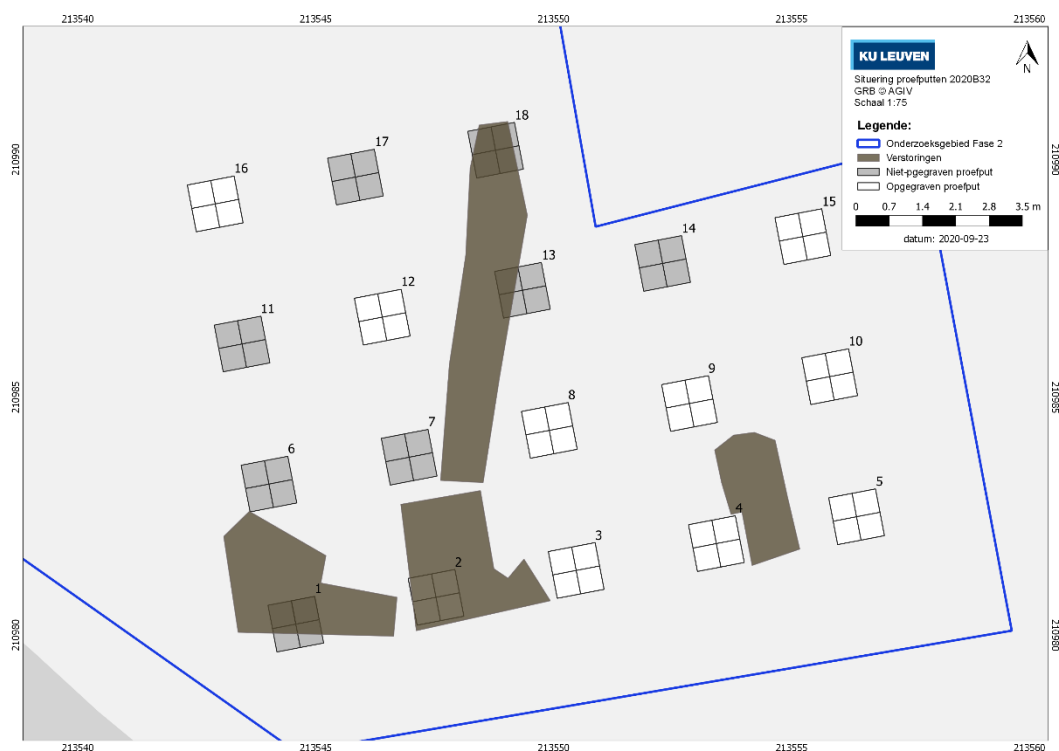 213540 213545 213550 213555 213560
KU LEUVEN
N
Situering proefputten 2020B32
GRB © AGIV
Schaal 1:75
Legende:
Onderzoeksgebied Fase 2
Verstoringen
Niet-pgegraven proefput
Opgegraven proefput
0 0.7 1.4 2.1 2.8 3.5 m
datum: 2020-09-23
210990 210990
18
17
16
15
14
13
12
11
10
210985 210985
9
8
7
6
5
4
3
2
1
210980 210980
213540 213545 213550 213555 213560